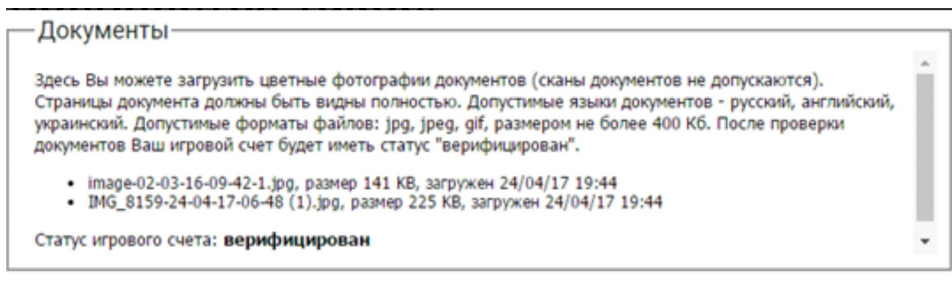 Документы
Здесь Вы можете загрузить цветные фотографии документов (сканы документов не допускаются).
Страницы документа должны быть видны полностью. Допустимые языки документов - русский, английский,
украинский. Допустимые форматы файлов: jpg, jpeg, gif, размером не более 400 Кб. После проверки
документов Ваш игровой счет будет иметь статус "верифицирован".
• image-02-03-16-09-42-1.jpg, размер 141 KB, загружен 24/04/17 19:44
• IMG_8159-24-04-17-06-48 (1).jpg, размер 225 KB, загружен 24/04/17 19:44
Статус игрового счета: верифицирован